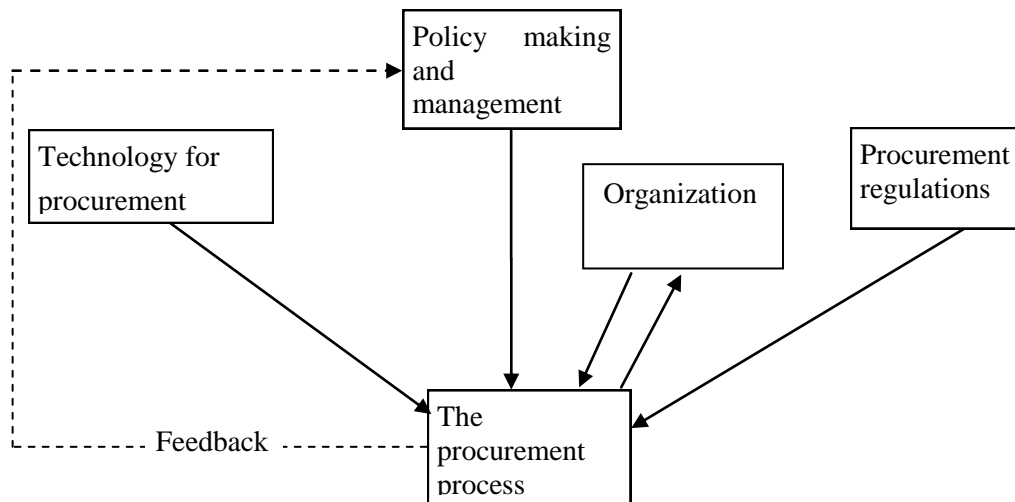 Policy making
and
management
Technology for
procurement
Organization
Procurement
regulations
The
procurement
process
Feedback